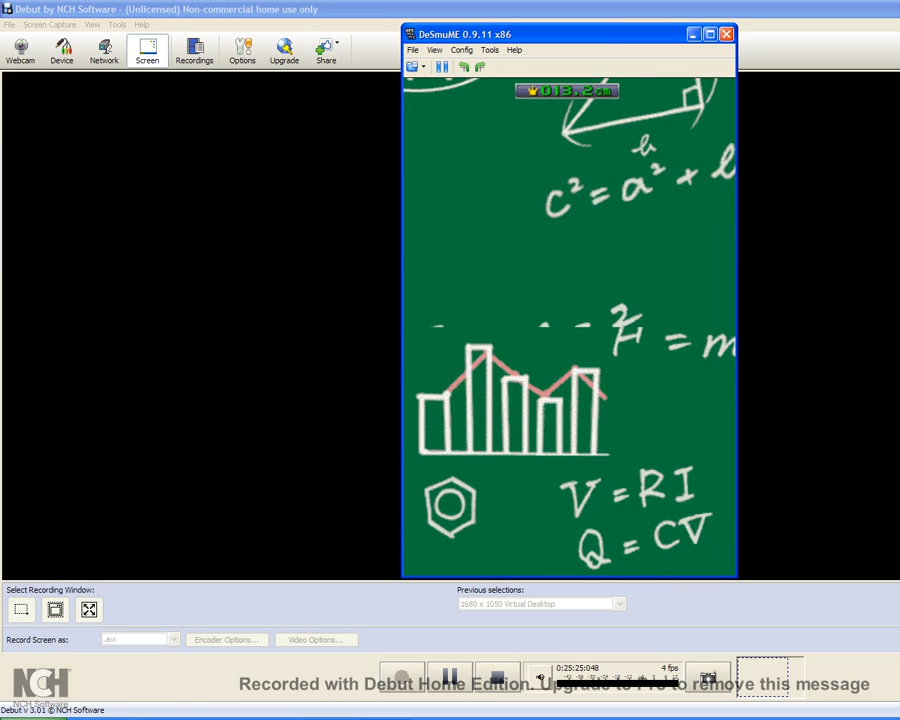 Debut by NCH Software - (Unlicensed) Non-commercial home use only
File Screen Capture View Tools Help
Webcam Device Network Screen Recordings Options Upgrade Share
DeSmuME 0.9.11 x86
File View Config Tools Help
013.2cm
b
c² = a² + b
2
F = m
V = RI
Q = CV
Select Recording Window:
Previous selections:
1680 x 1050 Virtual Desktop
Record Screen as:
.avi
Encoder Options...
Video Options...
0:25:25:048
4 fps
NCH
NCH Software
Recorded with Debut Home Edition. Upgrade to Pro to remove this message
Debut v 3.01 © NCH Software